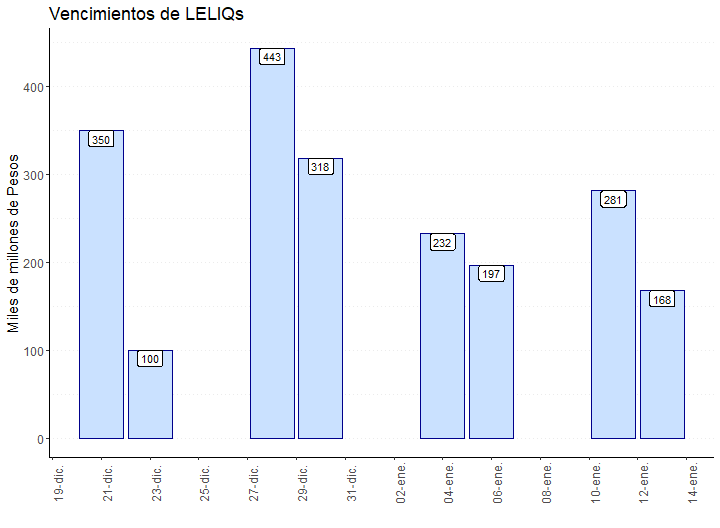 Vencimientos de LELIQs
Miles de millones de Pesos
400
300
200
100
0
350
100
443
318
232
197
281
168
19-dic.
21-dic.
23-dic.
25-dic.
27-dic.
29-dic.
31-dic.
02-ene.
04-ene.
06-ene.
08-ene.
10-ene.
12-ene.
14-ene.